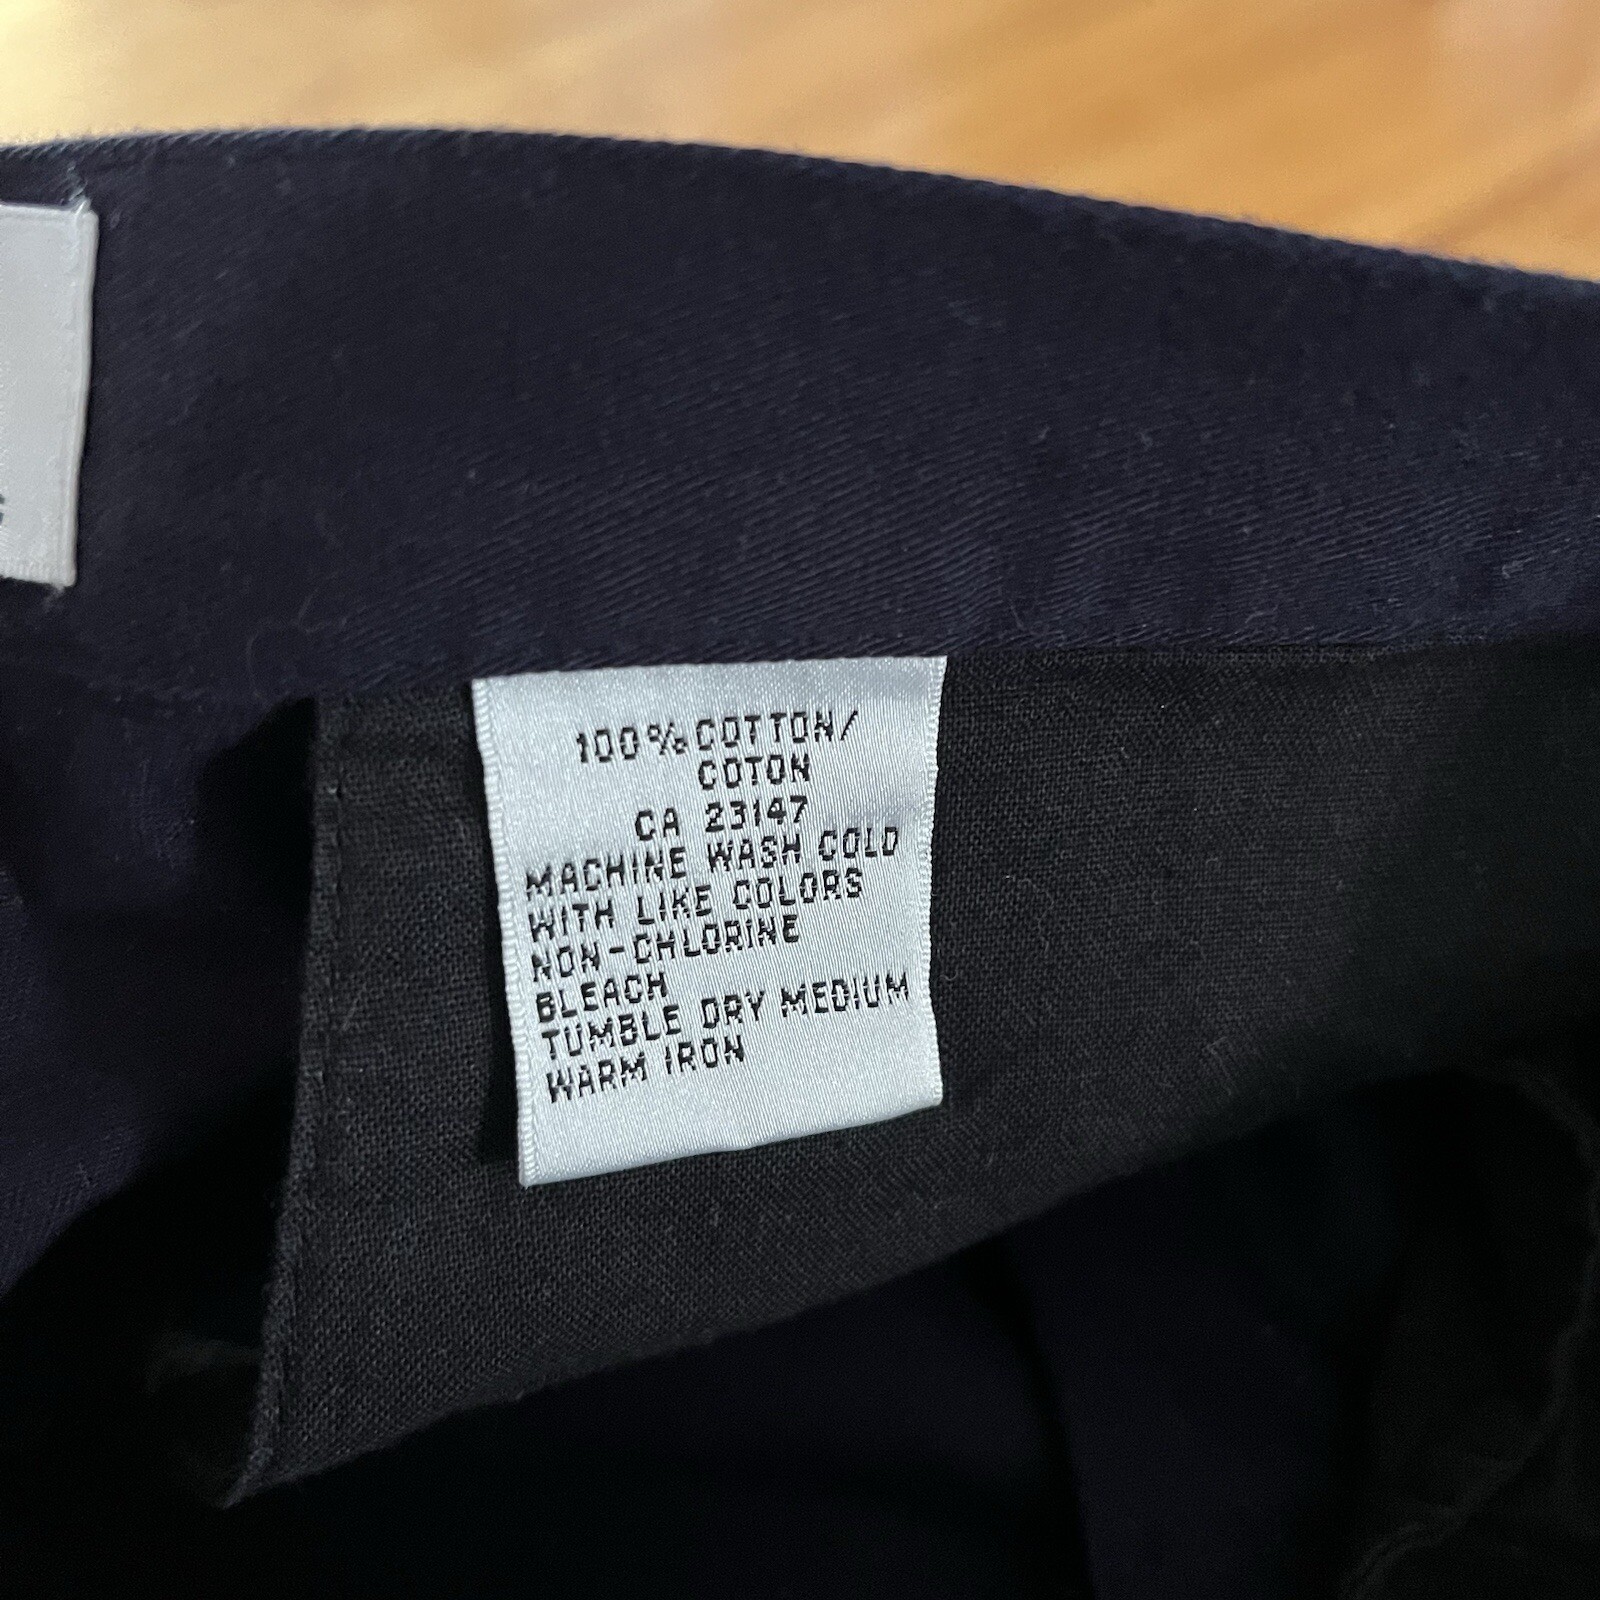 100% COTTON/
COTON
CA 23147
MACHINE WASH COLD
WITH LIKE COLORS
NON-CHLORINE
BLEACH
TUMBLE DRY MEDIUM
WARM IRON